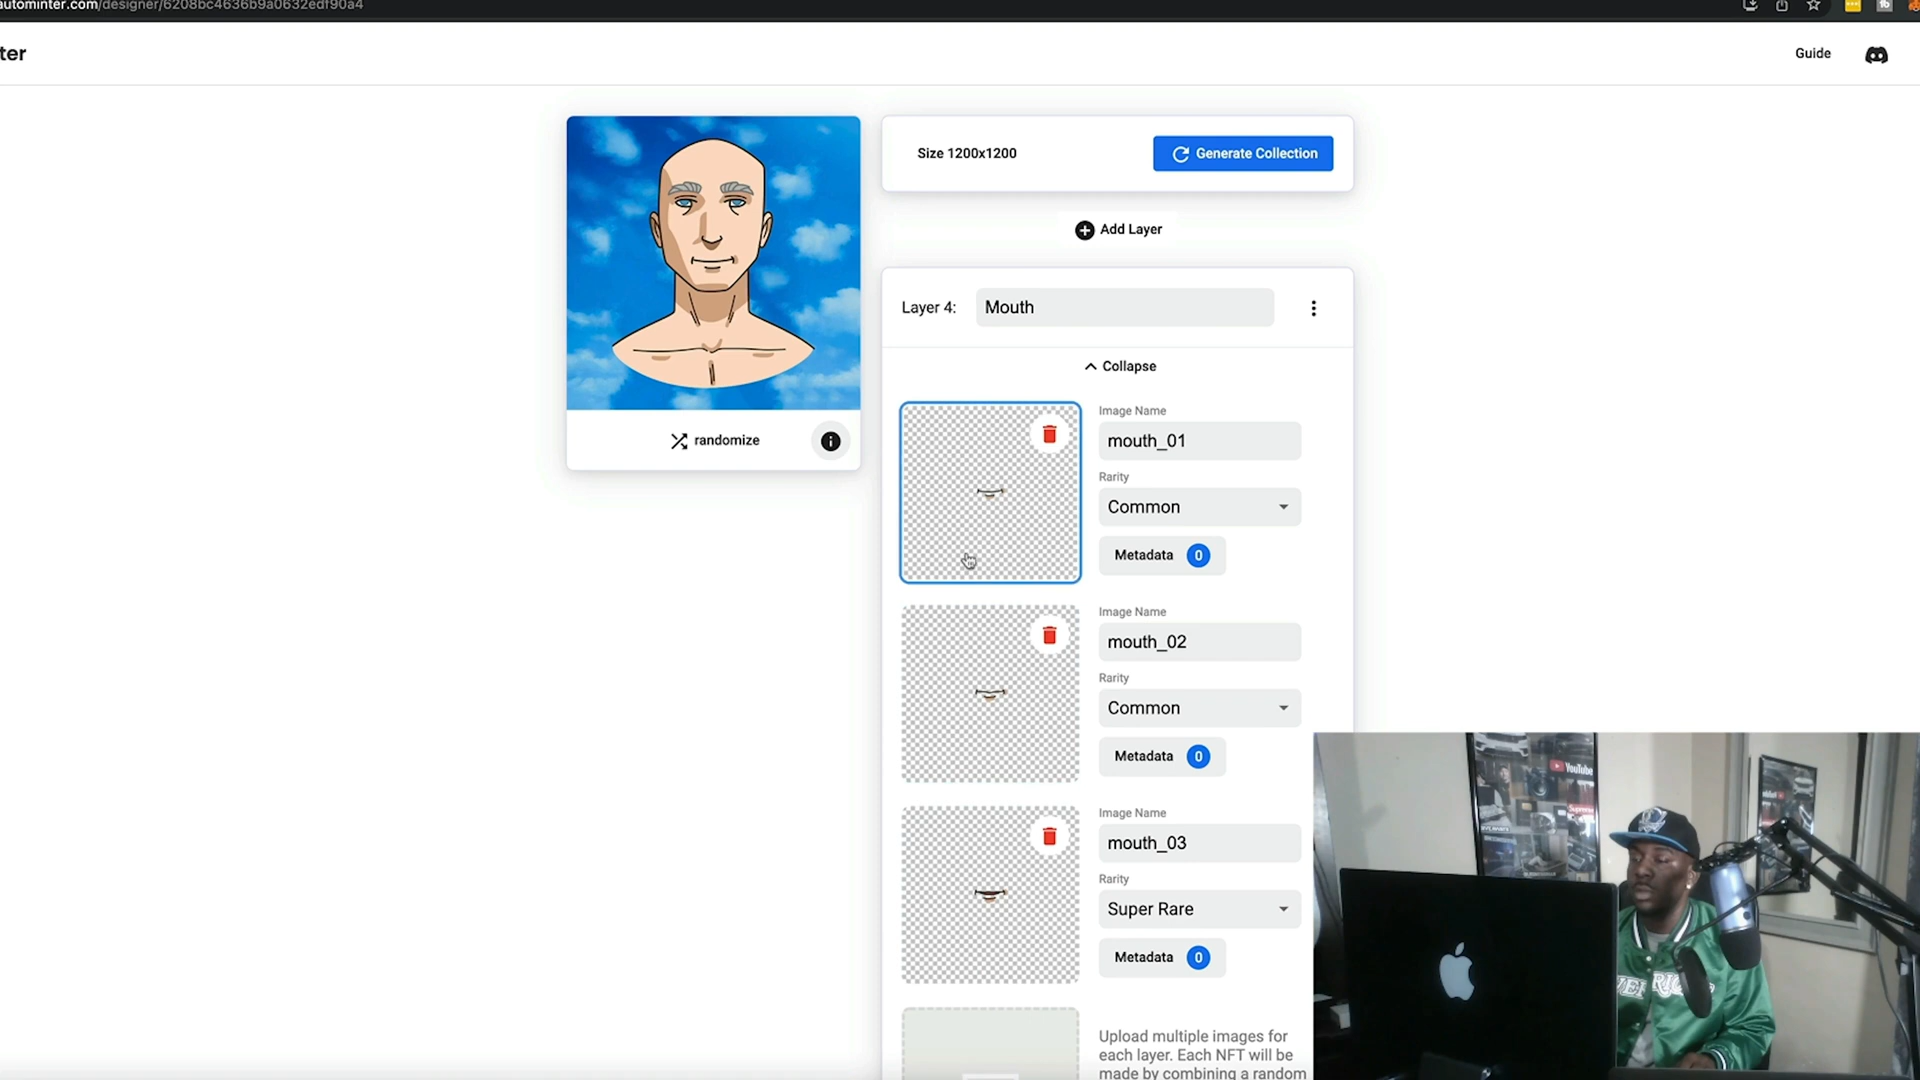 autominter.com/designer/6208bc4636b9a0632edf90a4
ter
Guide
Size 1200x1200
Generate Collection
Add Layer
Layer 4:
Mouth
Collapse
randomize
Image Name
mouth_01
Rarity
Common
Metadata 0
Image Name
mouth_02
Rarity
Common
Metadata 0
Image Name
mouth_03
Rarity
Super Rare
Metadata 0
Upload multiple images for
each layer. Each NFT will be
made by combining a random
YouTube
Supreme